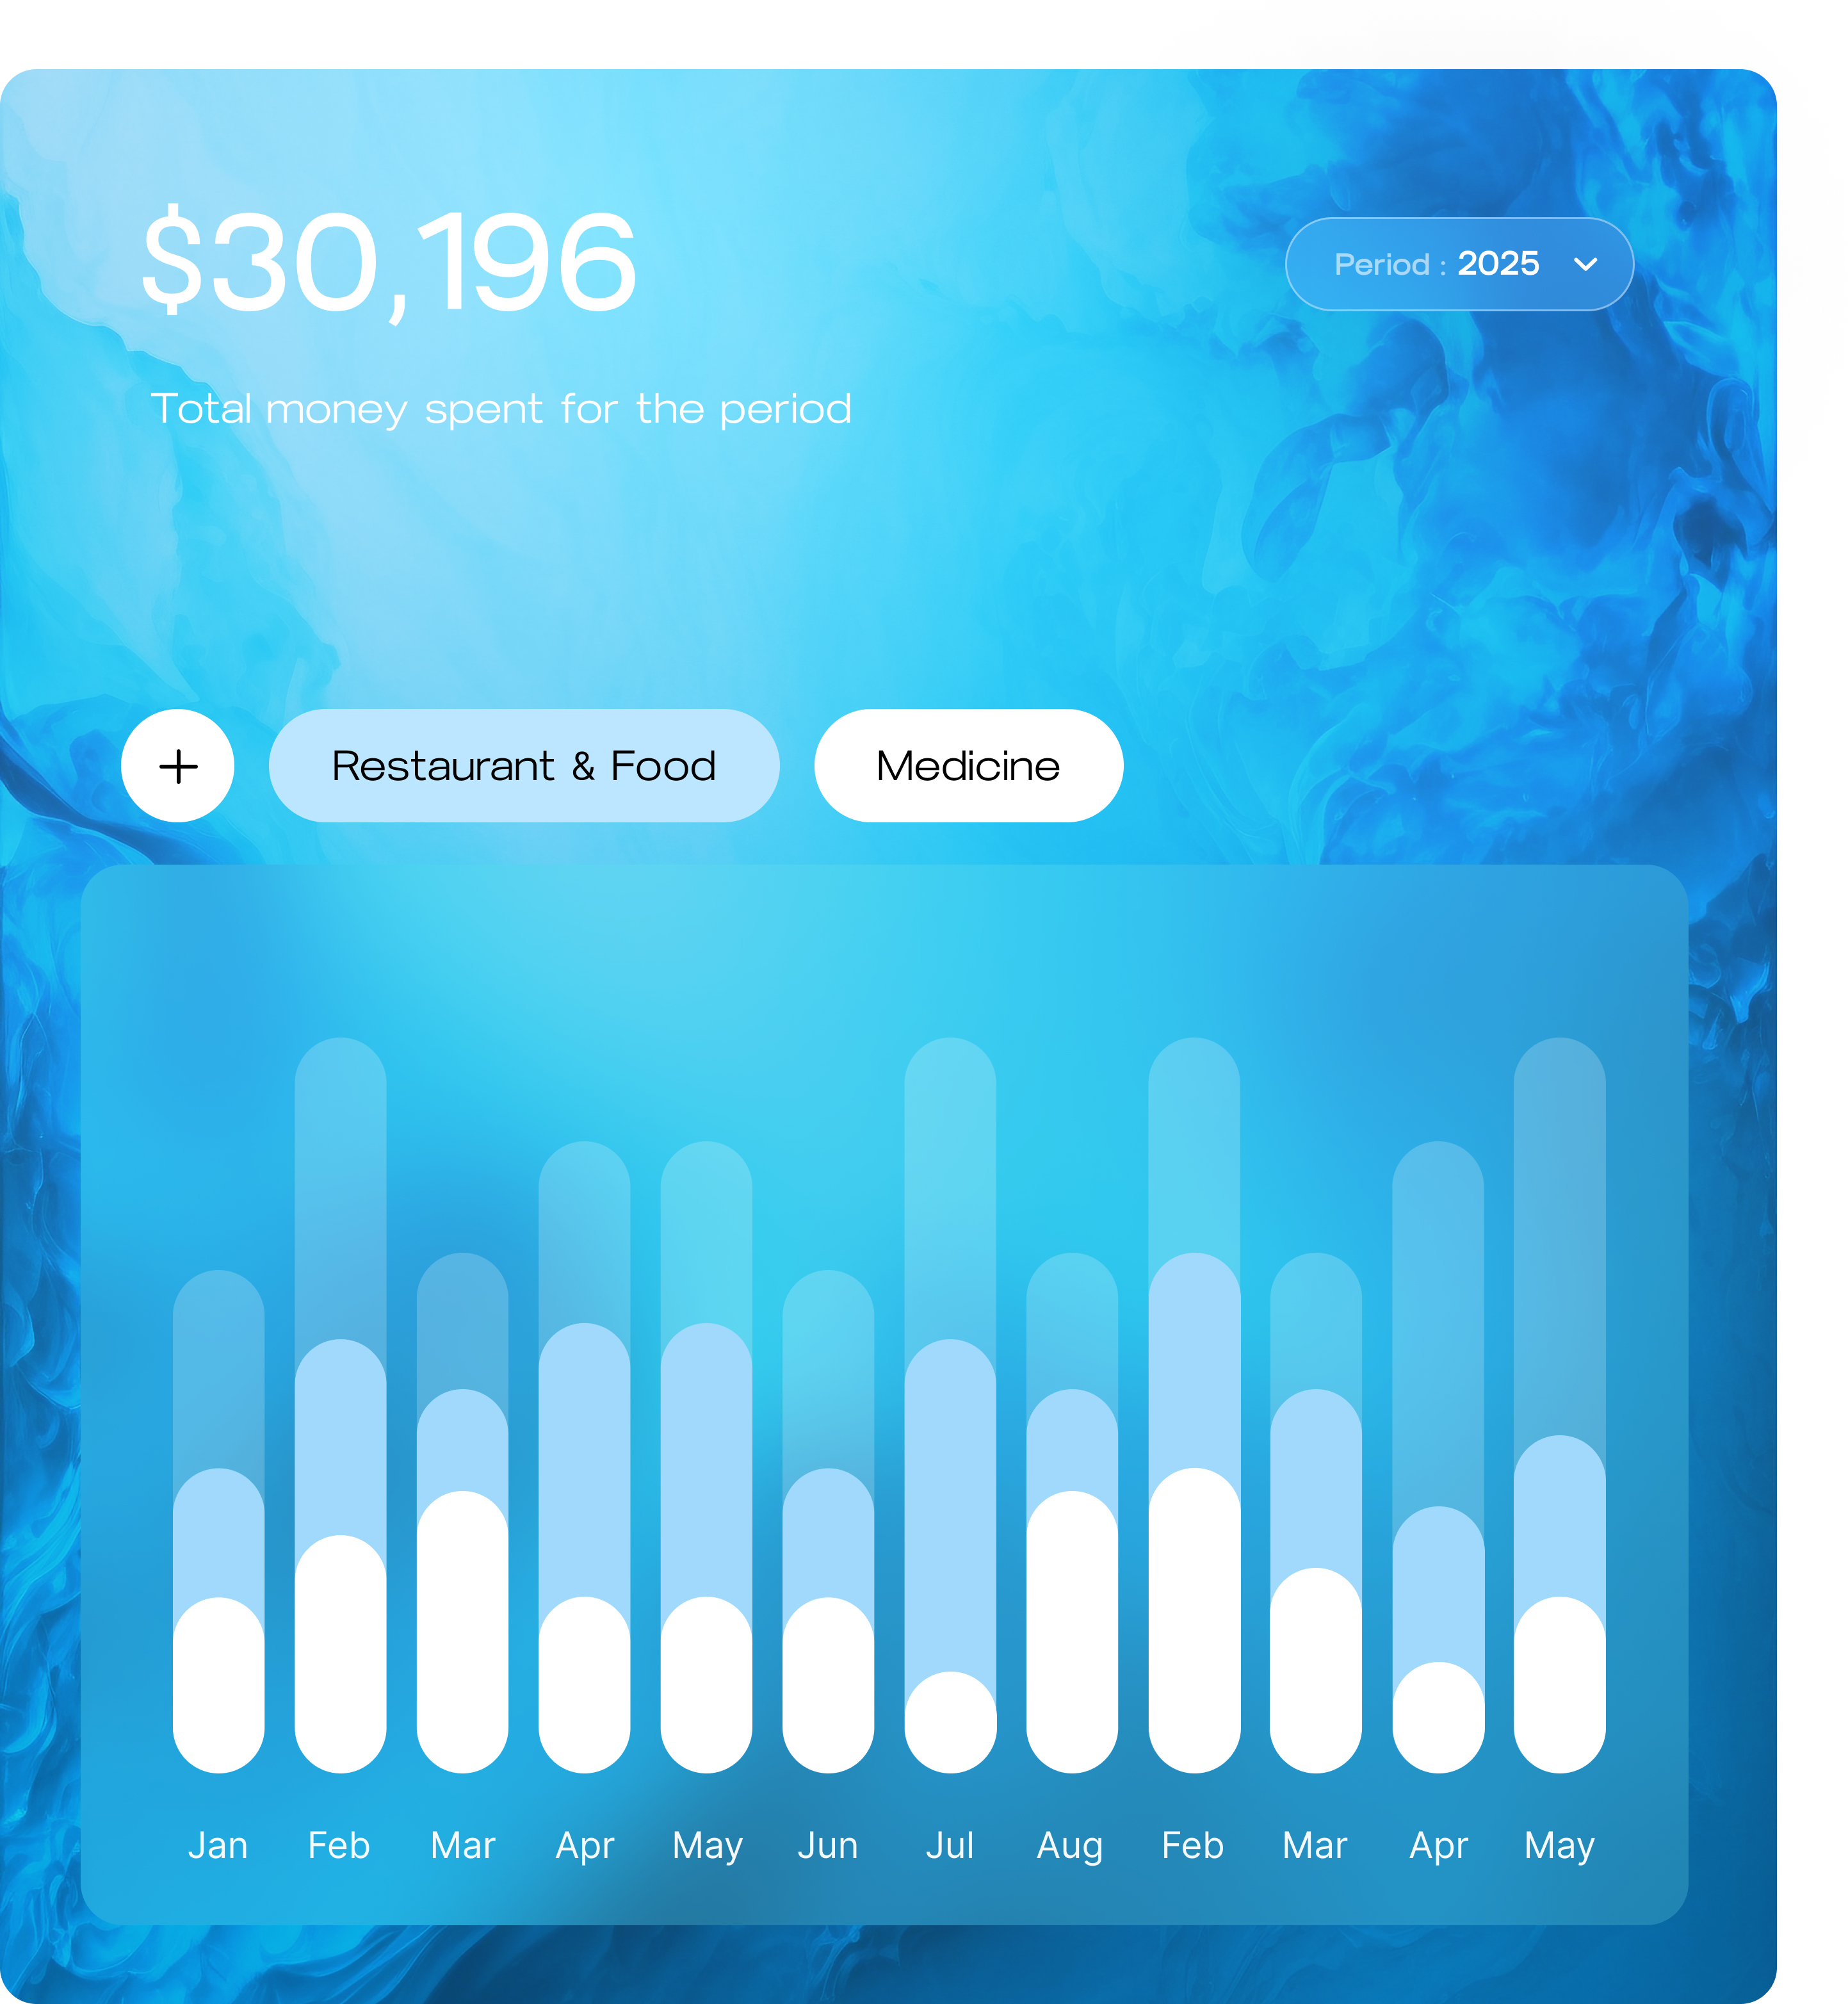 $30,196
Period : 2025
Total money spent for the period
+ Restaurant & Food Medicine
Jan Feb Mar Apr May Jun Jul Aug Feb Mar Apr May